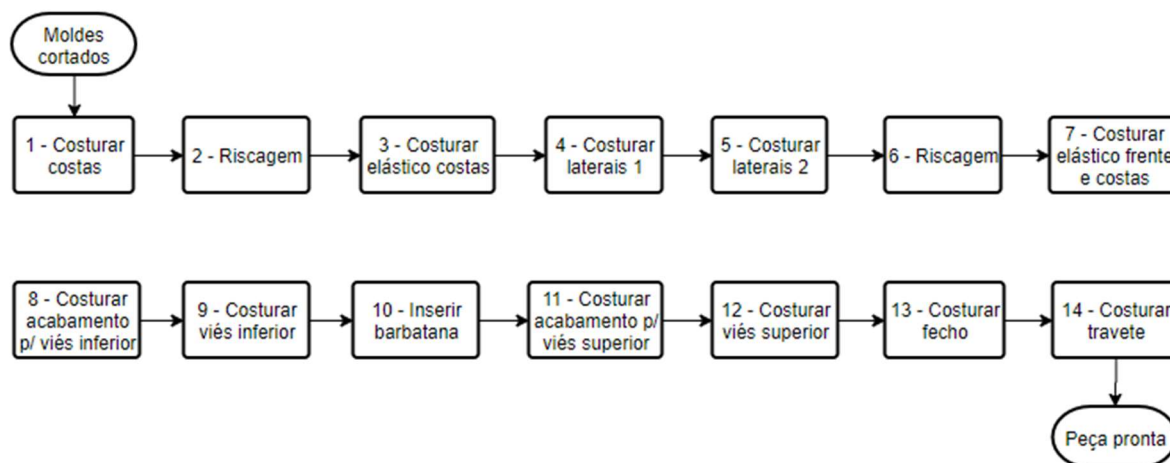 Moldes
cortados
1 - Costurar
costas
2 - Riscagem
3 - Costurar
elástico costas
4 - Costurar
laterais 1
5 - Costurar
laterais 2
6 - Riscagem
7 - Costurar
elástico frente
e costas
8 - Costurar
acabamento
p/ viés inferior
9 - Costurar
viés inferior
10 - Inserir
barbatana
11 - Costurar
acabamento p/
viés superior
12 - Costurar
viés superior
13 - Costurar
fecho
14 - Costurar
travete
Peça pronta